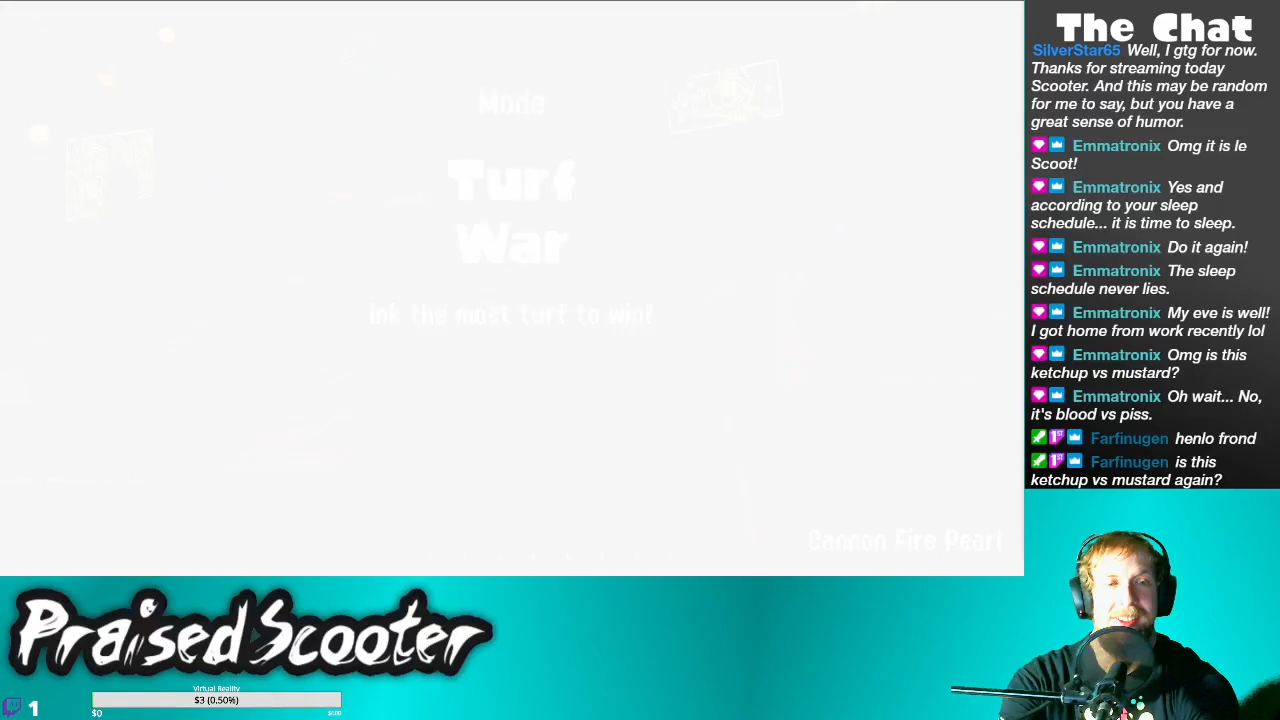 Mode
Turf
War
Ink the most turf to win!
Cannon Fire Pearl
The Chat
SilverStar65 Well, I gtg for now.
Thanks for streaming today
Scooter. And this may be random
for me to say, but you have a
great sense of humor.
Emmatronix Omg it is le
Scoot!
Emmatronix Yes and
according to your sleep
schedule... it is time to sleep.
Emmatronix Do it again!
Emmatronix The sleep
schedule never lies.
Emmatronix My eve is well!
I got home from work recently lol
Emmatronix Omg is this
ketchup vs mustard?
Emmatronix Oh wait... No,
it's blood vs piss.
1ST Farfinugen henlo frond
1ST Farfinugen is this
ketchup vs mustard again?
PraisedScooter
Virtual Reality
$3 (0.50%)
1
$0